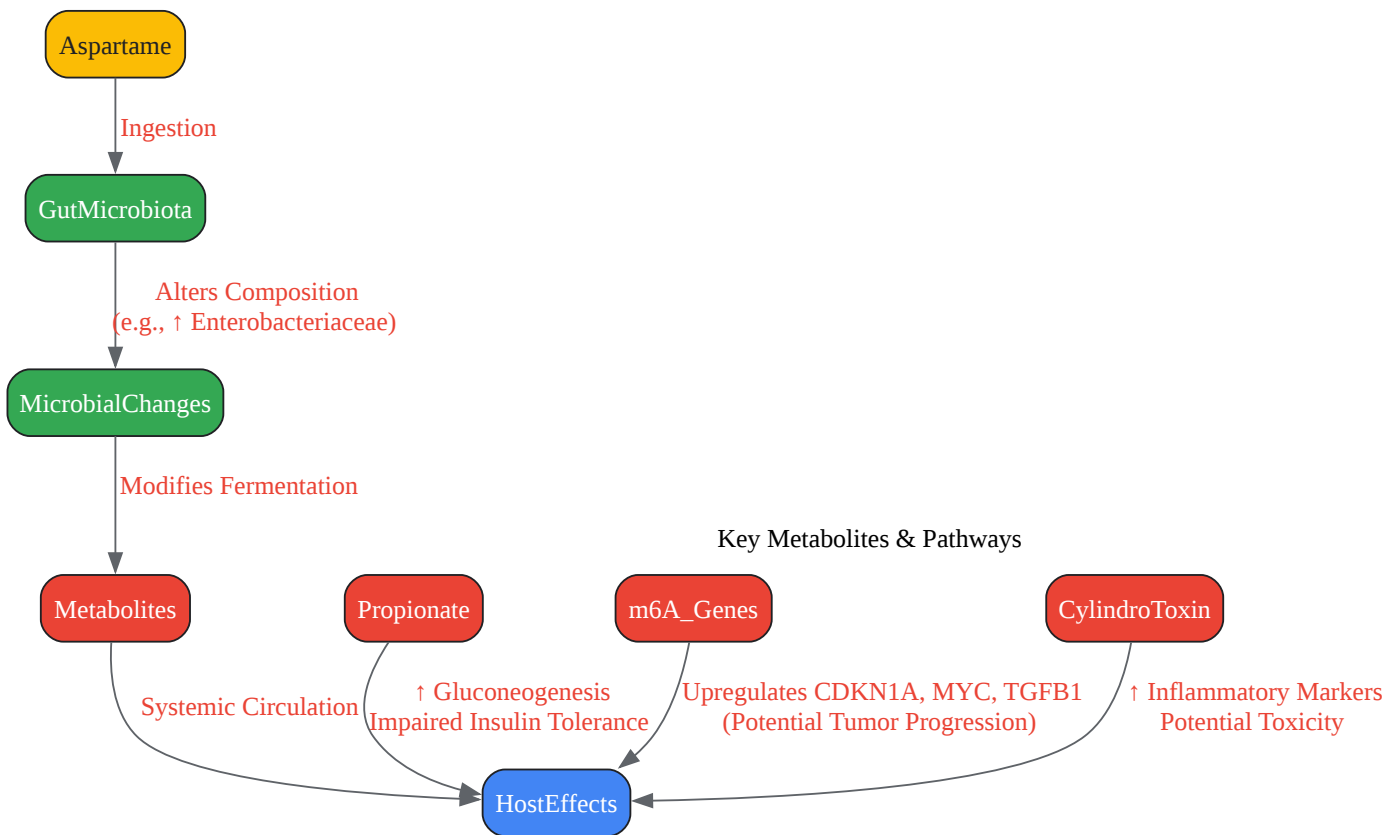 Aspartame
Ingestion
GutMicrobiota
Alters Composition
(e.g., ↑ Enterobacteriaceae)
MicrobialChanges
Modifies Fermentation
Key Metabolites & Pathways
Metabolites
Propionate
m6A_Genes
CylindroToxin
Systemic Circulation
↑ Gluconeogenesis
Impaired Insulin Tolerance
Upregulates CDKN1A, MYC, TGFB1
(Potential Tumor Progression)
↑ Inflammatory Markers
Potential Toxicity
HostEffects